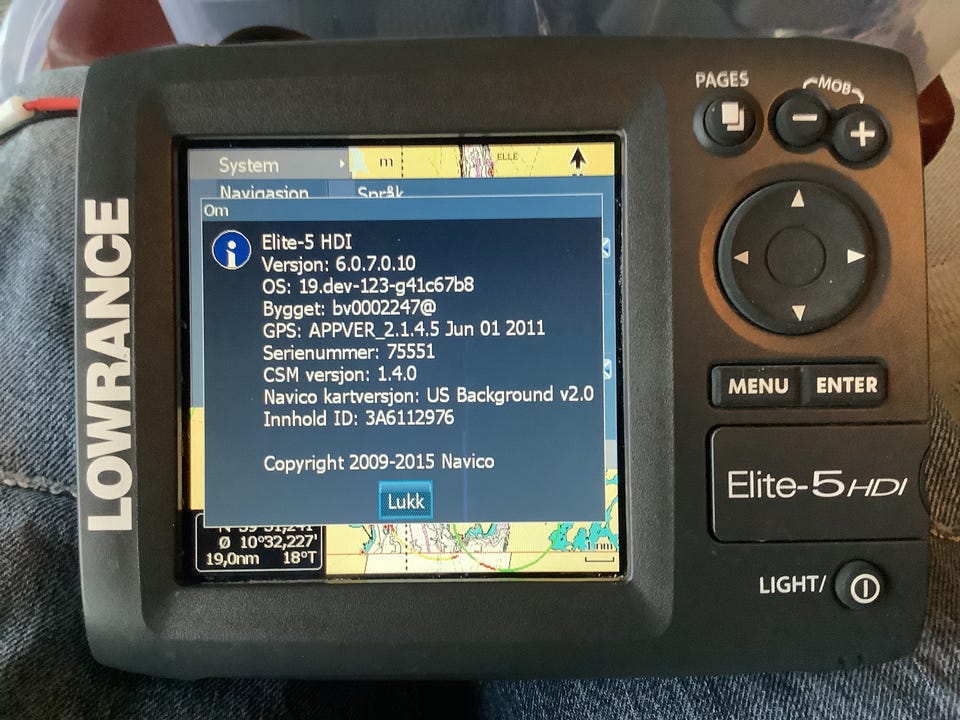 PAGES
MOB
System
m
ELLE
Navigasjon
Språk
Om
Elite-5 HDI
Versjon: 6.0.7.0.10
OS: 19.dev-123-g41c67b8
Bygget: bv0002247@
GPS: APPVER_2.1.4.5 Jun 01 2011
Serienummer: 75551
CSM versjon: 1.4.0
Navico kartversjon: US Background v2.0
Innhold ID: 3A6112976
Copyright 2009-2015 Navico
Lukk
Ø 10°32,227'
19,0nm 18°T
nm
LOWRANCE
MENU
ENTER
Elite-5 HDI
LIGHT/